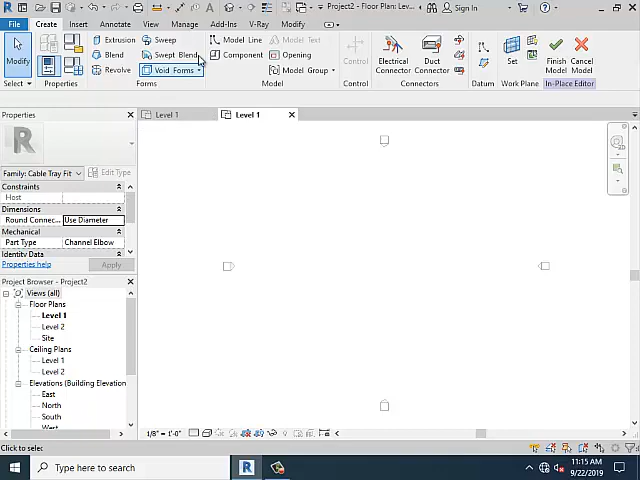 Project2 - Floor Plan: Lev...
Sign In
File Create Insert Annotate View Manage Add-Ins V-Ray Modify
Modify
Select
Properties
Extrusion
Blend
Revolve
Sweep
Swept Blend
Void Forms
Forms
Model Line
Component
Model Text
Opening
Model Group
Model
Control
Control
Electrical Connector
Duct Connector
Connectors
Datum
Set
Work Plane
Finish Model
Cancel Model
In-Place Editor
Properties
Level 1
Level 1
Family: Cable Tray Fit
Edit Type
Constraints
Host
Dimensions
Round Connec... Use Diameter
Mechanical
Part Type Channel Elbow
Identity Data
Properties help
Apply
Project Browser - Project2
Views (all)
Floor Plans
Level 1
Level 2
Site
Ceiling Plans
Level 1
Level 2
Elevations (Building Elevation
East
North
South
West
2D
1/8" = 1'-0"
Click to selec
:0
Type here to search
11:15 AM
9/22/2019